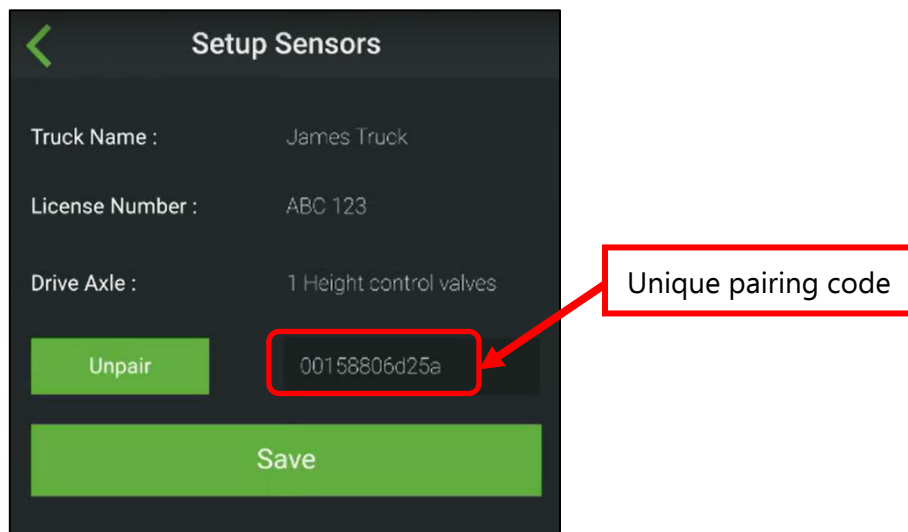 Setup Sensors
Truck Name : James Truck
License Number : ABC 123
Drive Axle : 1 Height control valves
Unique pairing code
Unpair 00158806d25a
Save